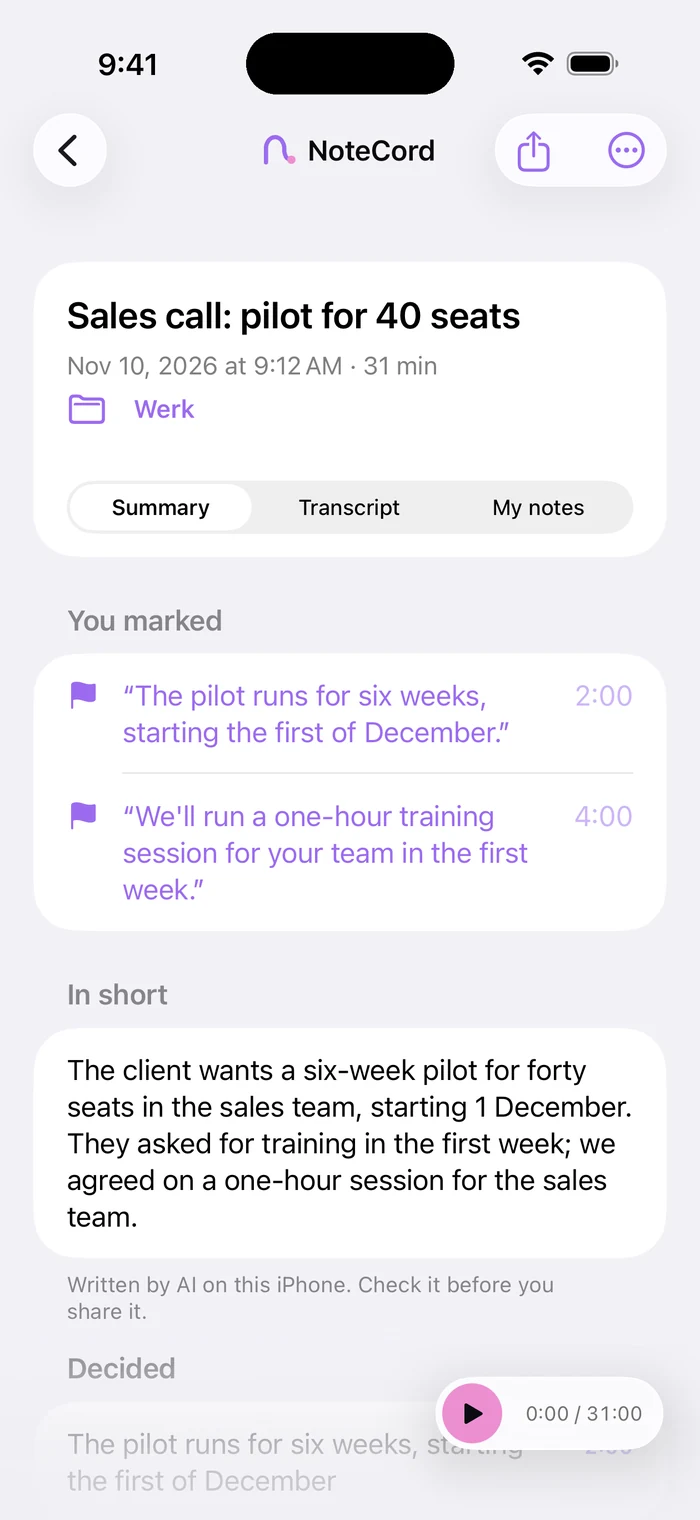 9:41
NoteCord
Sales call: pilot for 40 seats
Nov 10, 2026 at 9:12 AM · 31 min
Werk
Summary
Transcript
My notes
You marked
“The pilot runs for six weeks,
starting the first of December.”
2:00
“We'll run a one-hour training
session for your team in the first
week.”
4:00
In short
The client wants a six-week pilot for forty
seats in the sales team, starting 1 December.
They asked for training in the first week; we
agreed on a one-hour session for the sales
team.
Written by AI on this iPhone. Check it before you
share it.
Decided
The pilot runs for six weeks, starting
the first of December
2:00
0:00 / 31:00